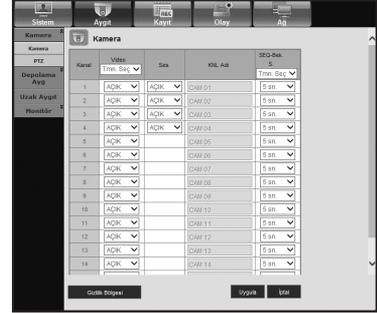 Sistem Aygıt Kayıt Olay Ağ
Kamera
Kamera
PTZ
Depolama Ayg
Uzak Aygıt
Monitör
Kamera
Kanal Video Ses KNL Adı SEQ-Bek. S.
Tmn. Seç Tmn. Seç
1 AÇIK AÇIK CAM 01 5 sn.
2 AÇIK AÇIK CAM 02 5 sn.
3 AÇIK AÇIK CAM 03 5 sn.
4 AÇIK AÇIK CAM 04 5 sn.
5 AÇIK CAM 05 5 sn.
6 AÇIK CAM 06 5 sn.
7 AÇIK CAM 07 5 sn.
8 AÇIK CAM 08 5 sn.
9 AÇIK CAM 09 5 sn.
10 AÇIK CAM 10 5 sn.
11 AÇIK CAM 11 5 sn.
12 AÇIK CAM 12 5 sn.
13 AÇIK CAM 13 5 sn.
14 AÇIK CAM 14 5 sn.
Gizlilik Bölgesi Uygula İptal